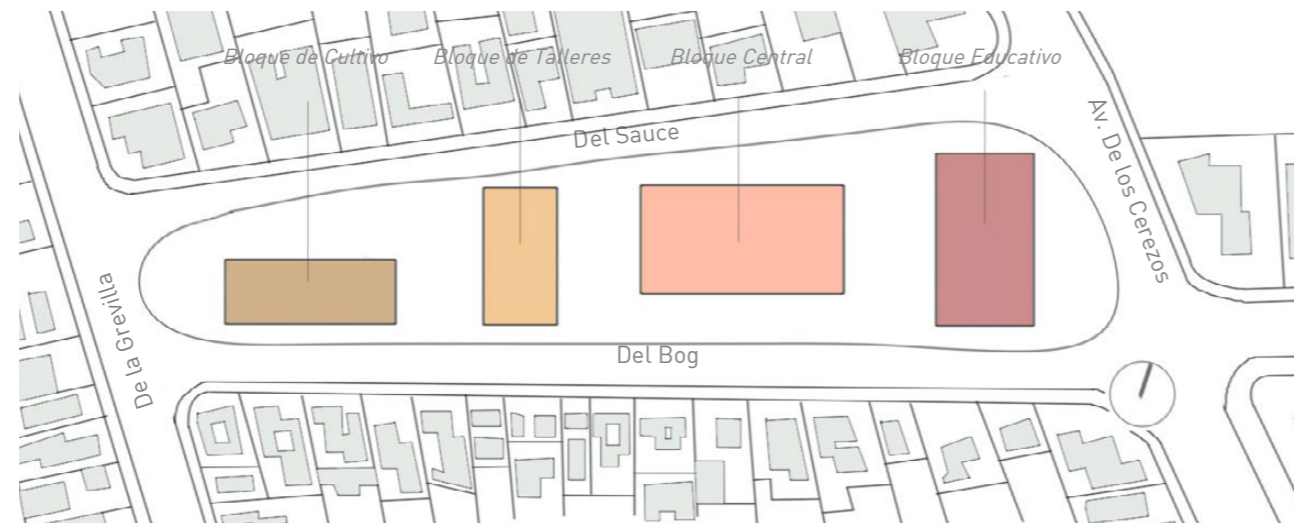 Bloque de Cultivo
Bloque de Talleres
Bloque Central
Bloque Educativo
Del Sauce
Av. De los Cerezos
De la Grevilla
Del Bog